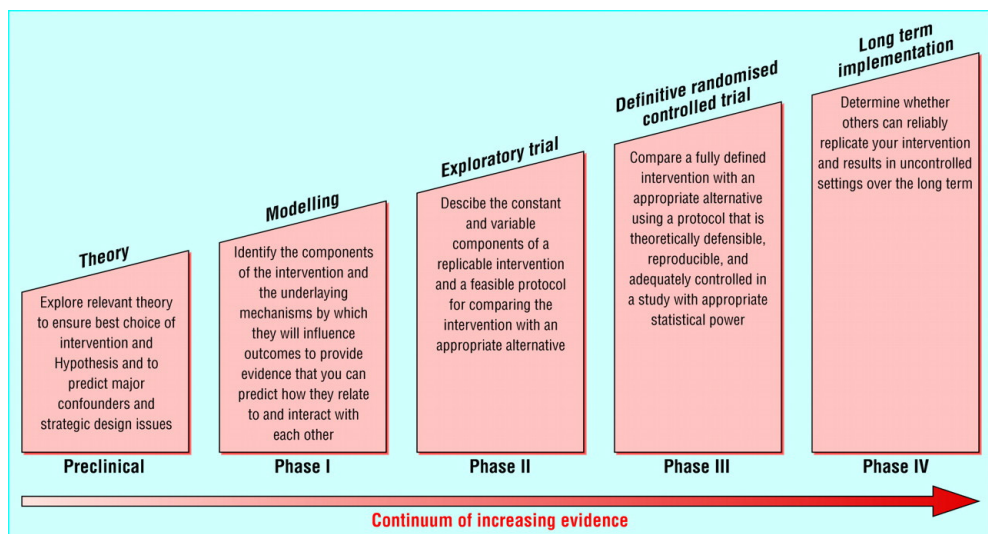 Theory
Explore relevant theory
to ensure best choice of
intervention and
Hypothesis and to
predict major
confounders and
strategic design issues
Preclinical
Modelling
Identify the components
of the intervention and
the underlaying
mechanisms by which
they will influence
outcomes to provide
evidence that you can
predict how they relate
to and interact with
each other
Phase I
Exploratory trial
Descibe the constant
and variable
components of a
replicable intervention
and a feasible protocol
for comparing the
intervention with an
appropriate alternative
Phase II
Definitive randomised
controlled trial
Compare a fully defined
intervention with an
appropriate alternative
using a protocol that is
theoretically defensible,
reproducible, and
adequately controlled in
a study with appropriate
statistical power
Phase III
Long term
implementation
Determine whether
others can reliably
replicate your intervention
and results in uncontrolled
settings over the long term
Phase IV
Continuum of increasing evidence